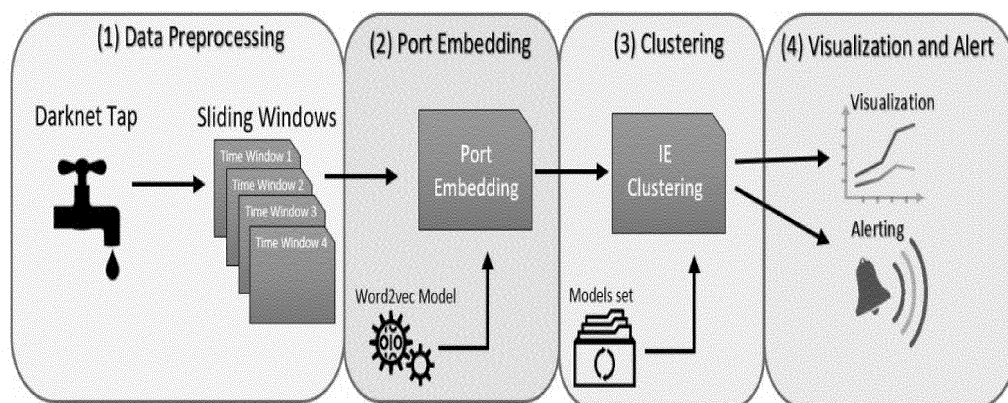 (1) Data Preprocessing
Darknet Tap
Sliding Windows
Time Window 1
Time Window 2
Time Window 3
Time Window 4
(2) Port Embedding
Port
Embedding
Word2vec Model
(3) Clustering
IE
Clustering
Models set
(4) Visualization and Alert
Visualization
Alerting